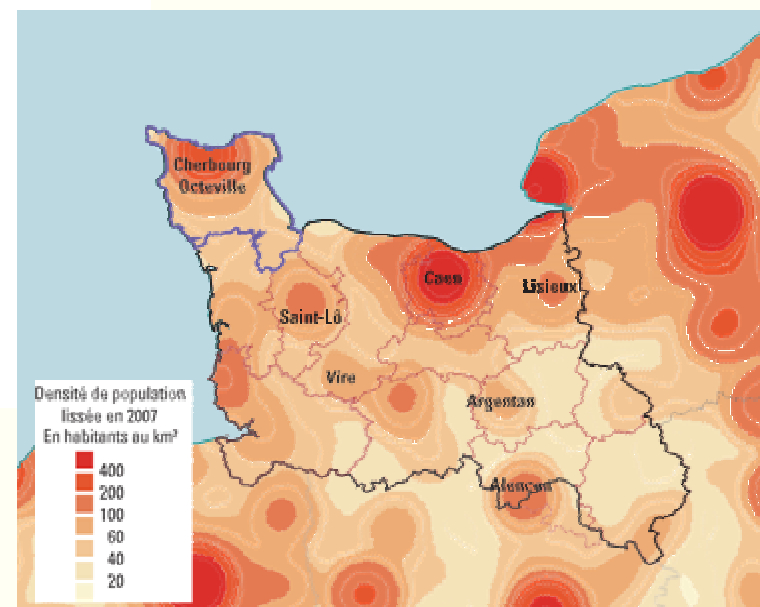 Cherbourg
Octeville
Caen
Lisieux
Saint-Lô
Vire
Argentan
Alençon
Densité de population
lissée en 2007
En habitants au km²
400
200
100
60
40
20